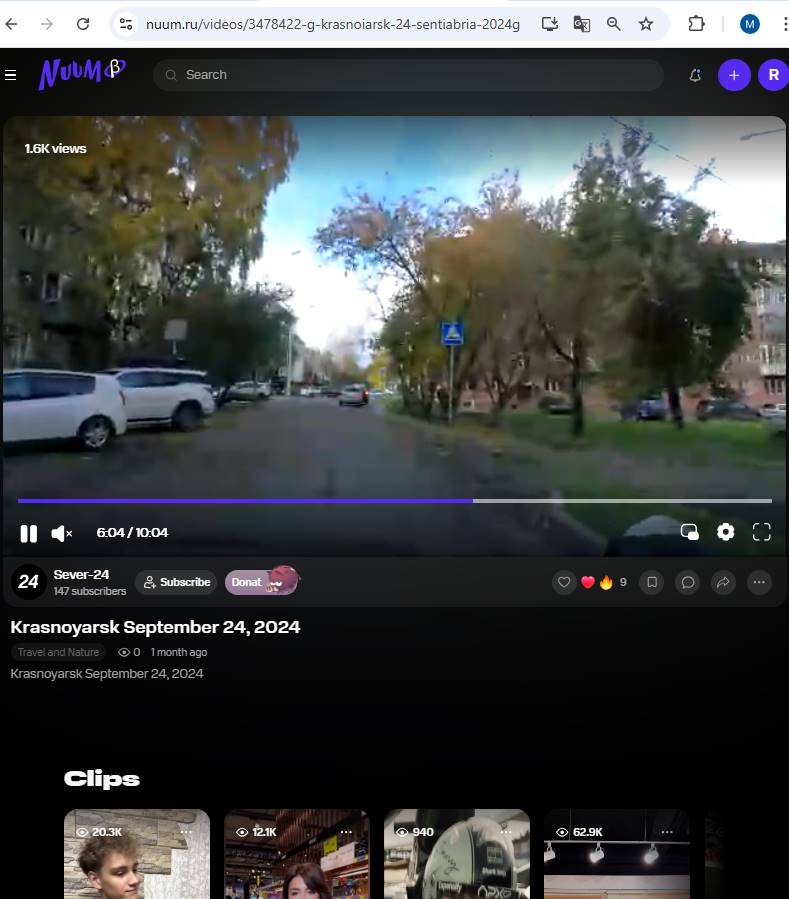 nuum.ru/videos/3478422-g-krasnoiarsk-24-sentiabria-2024g
M
NUUM β
Search
R
1.6K views
6:04 / 10:04
24
Sever-24
147 subscribers
Subscribe
Donat
9
Krasnoyarsk September 24, 2024
Travel and Nature
0
1 month ago
Krasnoyarsk September 24, 2024
Clips
20.3K
12.1K
940
62.9K